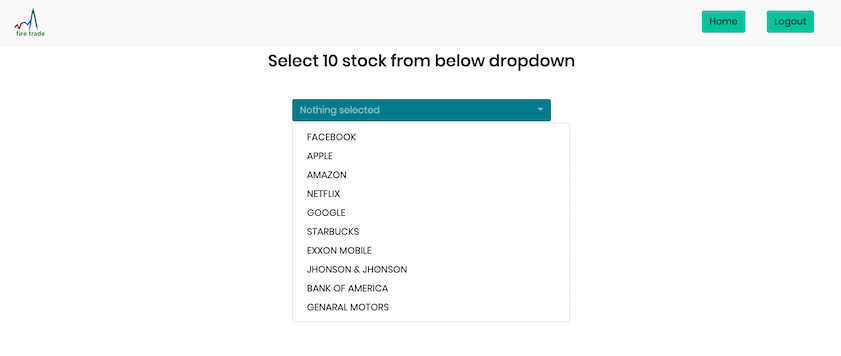 fire trade
Home
Logout
Select 10 stock from below dropdown
Nothing selected
FACEBOOK
APPLE
AMAZON
NETFLIX
GOOGLE
STARBUCKS
EXXON MOBILE
JHONSON & JHONSON
BANK OF AMERICA
GENARAL MOTORS